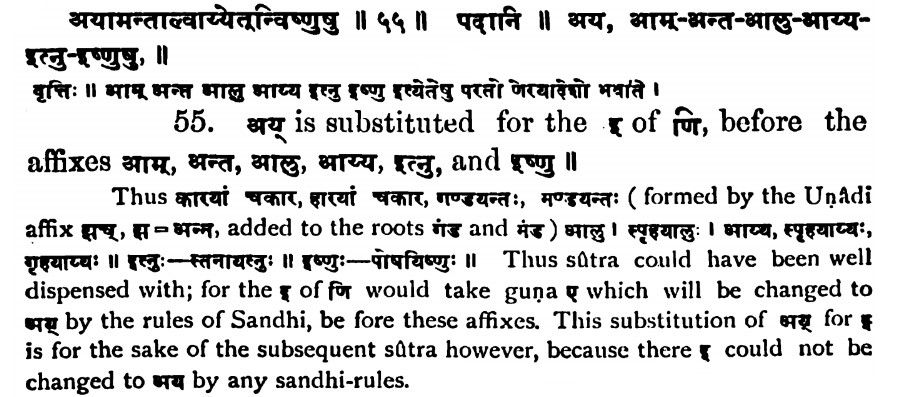 अयामन्ताल्वाय्येत्न्विष्णुषु ॥ ५५ ॥ पदानि ॥ अय, आम्-अन्त-आलु-आय्य-
इत्नु-इष्णुषु, ॥
वृत्तिः ॥ आम् अन्त आलु आय्य इत्नु इष्णु इत्येतेषु परतो णेरयादेशो भवति ।
55. अय् is substituted for the इ of णि, before the
affixes आम्, अन्त, आलु, आय्य, इत्नु, and इष्णु ॥
Thus कारयां चकार, हारयां चकार, गण्डयन्तः, मण्डयन्तः ( formed by the Uṇâdi
affix झच्, झ = अन्त, added to the roots गंड and मंड ) आलु । स्पृहयालुः । आय्य, स्पृहयाय्यः,
गृहयाय्यः ॥ इत्नुः—स्तनयित्नुः ॥ इष्णुः—पोषयिष्णुः ॥ Thus sûtra could have been well
dispensed with; for the इ of णि would take guṇa ए which will be changed to
अय् by the rules of Sandhi, be fore these affixes. This substitution of अय् for इ
is for the sake of the subsequent sûtra however, because there इ could not be
changed to अय by any sandhi-rules.